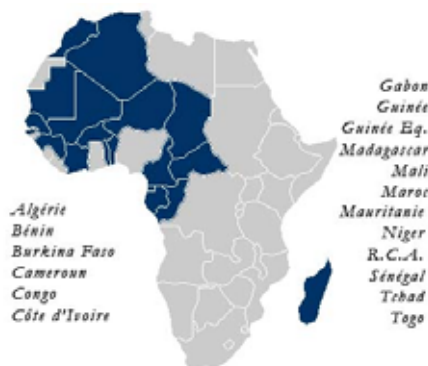 Algérie
Bénin
Burkina Faso
Cameroun
Congo
Côte d'Ivoire
Gabon
Guinée
Guinée Eq.
Madagascar
Mali
Maroc
Mauritanie
Niger
R.C.A.
Sénégal
Tchad
Togo